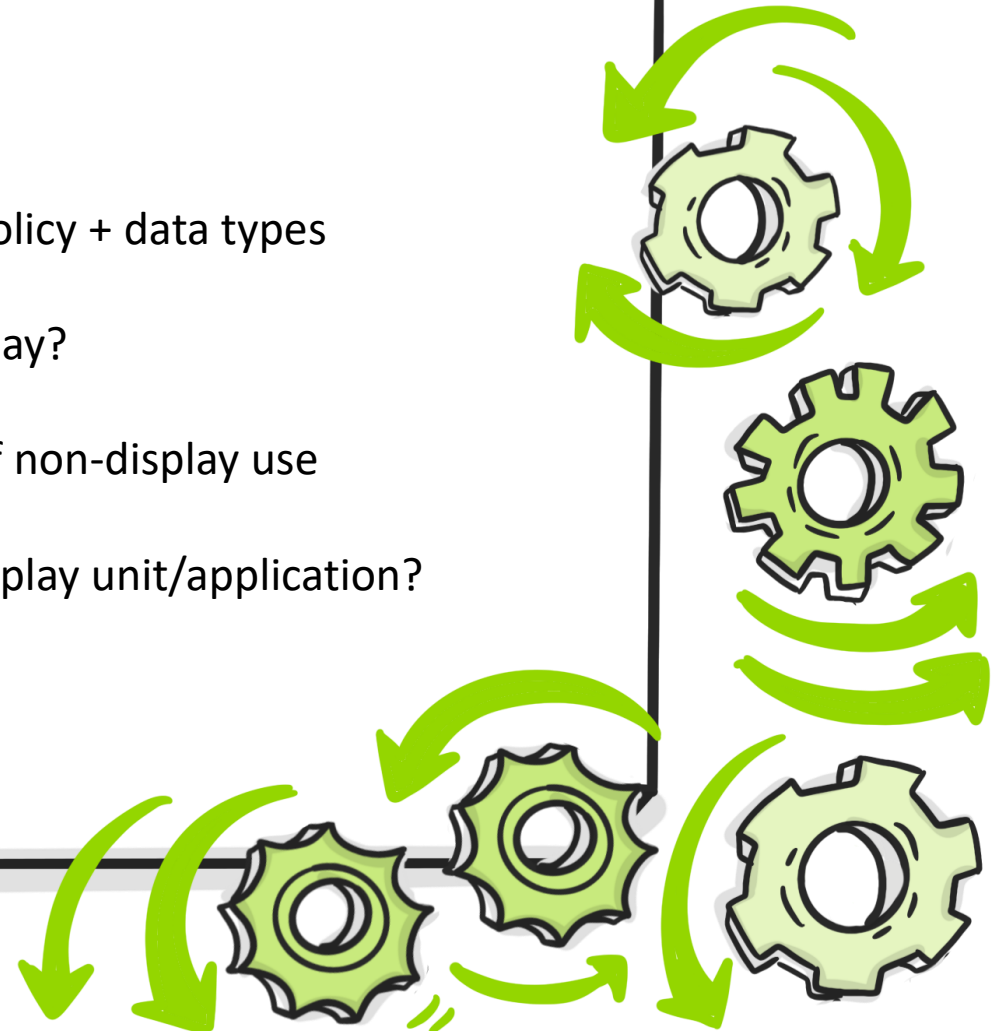 olicy + data types
ay?
f non-display use
play unit/application?